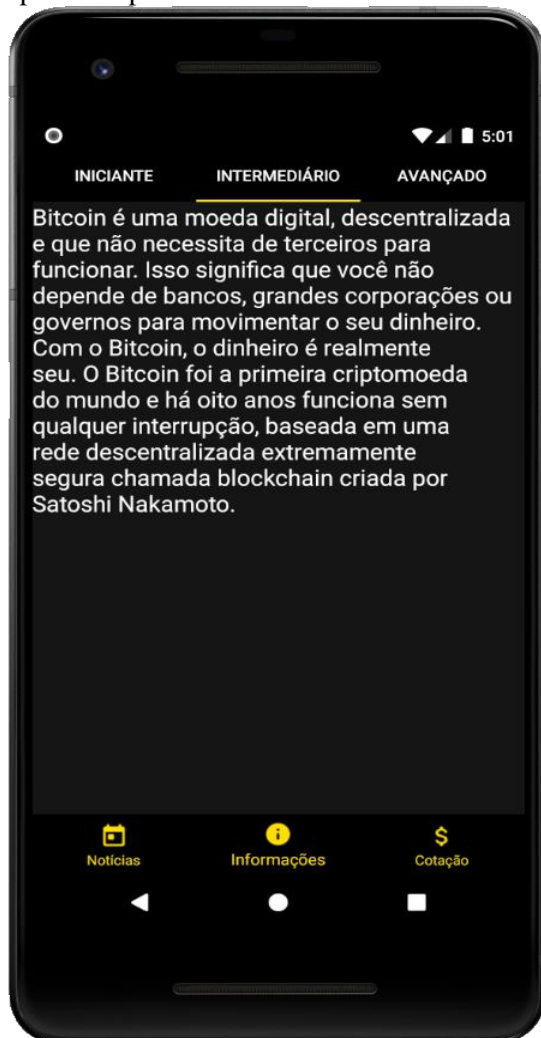 5:01
INICIANTE INTERMEDIÁRIO AVANÇADO
Bitcoin é uma moeda digital, descentralizada
e que não necessita de terceiros para
funcionar. Isso significa que você não
depende de bancos, grandes corporações ou
governos para movimentar o seu dinheiro.
Com o Bitcoin, o dinheiro é realmente
seu. O Bitcoin foi a primeira criptomoeda
do mundo e há oito anos funciona sem
qualquer interrupção, baseada em uma
rede descentralizada extremamente
segura chamada blockchain criada por
Satoshi Nakamoto.
Notícias Informações Cotação